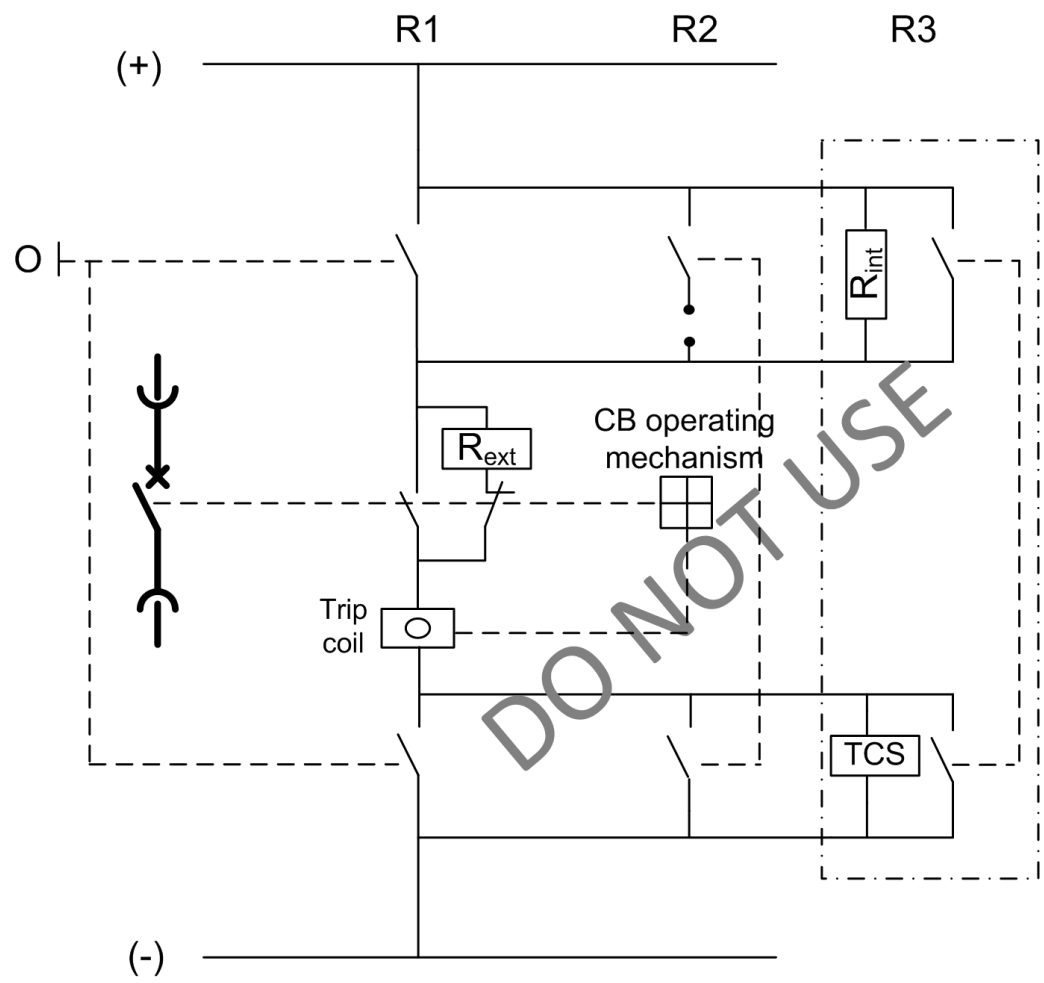 R1 R2 R3
(+)
O
Rint
CB operating
mechanism
Rext
Trip
coil
DO NOT USE
TCS
(-)